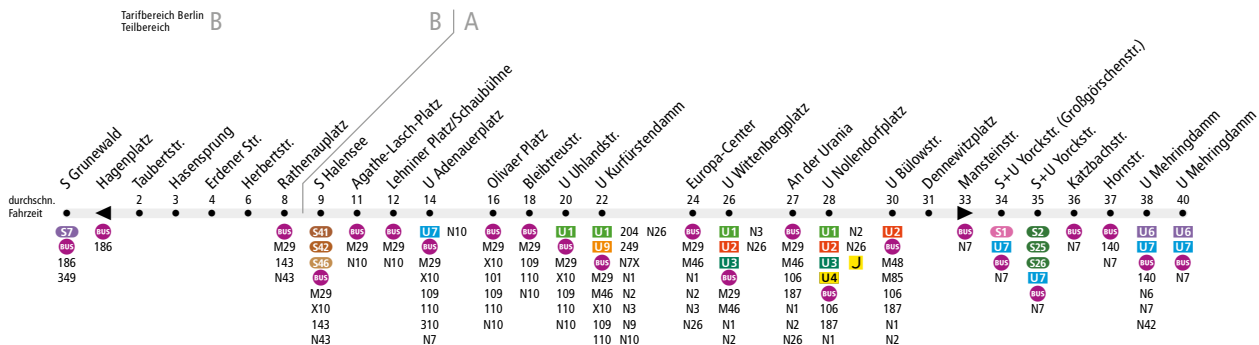 Tarifbereich Berlin
Teilbereich
B
B
A
S Grunewald
Hagenplatz
Taubertstr.
Hasensprung
Erdener Str.
Herbertstr.
Rathenauplatz
S Halensee
Agathe-Lasch-Platz
Lehniner Platz/Schaubühne
U Adenauerplatz
Olivaer Platz
Bleibtreustr.
U Uhlandstr.
U Kurfürstendamm
Europa-Center
U Wittenbergplatz
An der Urania
U Nollendorfplatz
U Bülowstr.
Dennewitzplatz
Mansteinstr.
S+U Yorckstr. (Großgörschenstr.)
S+U Yorckstr.
Katzbachstr.
Hornstr.
U Mehringdamm
U Mehringdamm
durchschn.
Fahrzeit
2 3 4 6 8 9 11 12 14 16 18 20 22 24 26 27 28 30 31 33 34 35 36 37 38 40
S7
BUS
186
349
BUS
186
BUS
M29
143
N43
S41
S42
S46
BUS
M29
X10
143
N43
BUS
M29
N10
BUS
M29
N10
U7 N10
BUS
M29
X10
109
110
310
N7
BUS
M29
X10
101
110
N10
BUS
M29
109
110
N10
U1
BUS
M29
X10
109
110
N10
U1 204 N26
U9 249
BUS N7X
M29 N1
M46 N2
X10 N3
109 N9
110 N10
BUS
M29
M46
N1
N2
N3
N26
U1 N3
U2 N26
U3
BUS
M29
M46
N1
N2
BUS
M29
M46
106
187
N1
N2
N26
U1 N2
U2 N26
U3
U4
BUS
106
187
N1
U2
BUS
M48
M85
106
187
N1
N2
BUS
N7
S1
U7
BUS
N7
S2
S25
S26
U7
BUS
N7
BUS
N7
BUS
140
N7
U6
U7
BUS
140
N6
N7
N42
U6
U7
BUS
N7